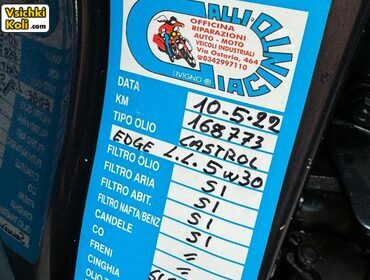 Vsichki
Koli .com
GALLI·OLINTO
GIACI
OFFICINA
RIPARAZIONI
AUTO - MOTO
VEICOLI INDUSTRIALI
Via Ostaria, 464
0342997110
LIVIGNO ®
DATA 10-5-22
KM 168773
TIPO OLIO CASTROL
EDGE L.L. 5W30
FILTRO OLIO SI
FILTRO ARIA SI
FILTRO ABIT. SI
FILTRO NAFTA/BENZ SI
CANDELE =
CO =
FRENI
CINGHIA